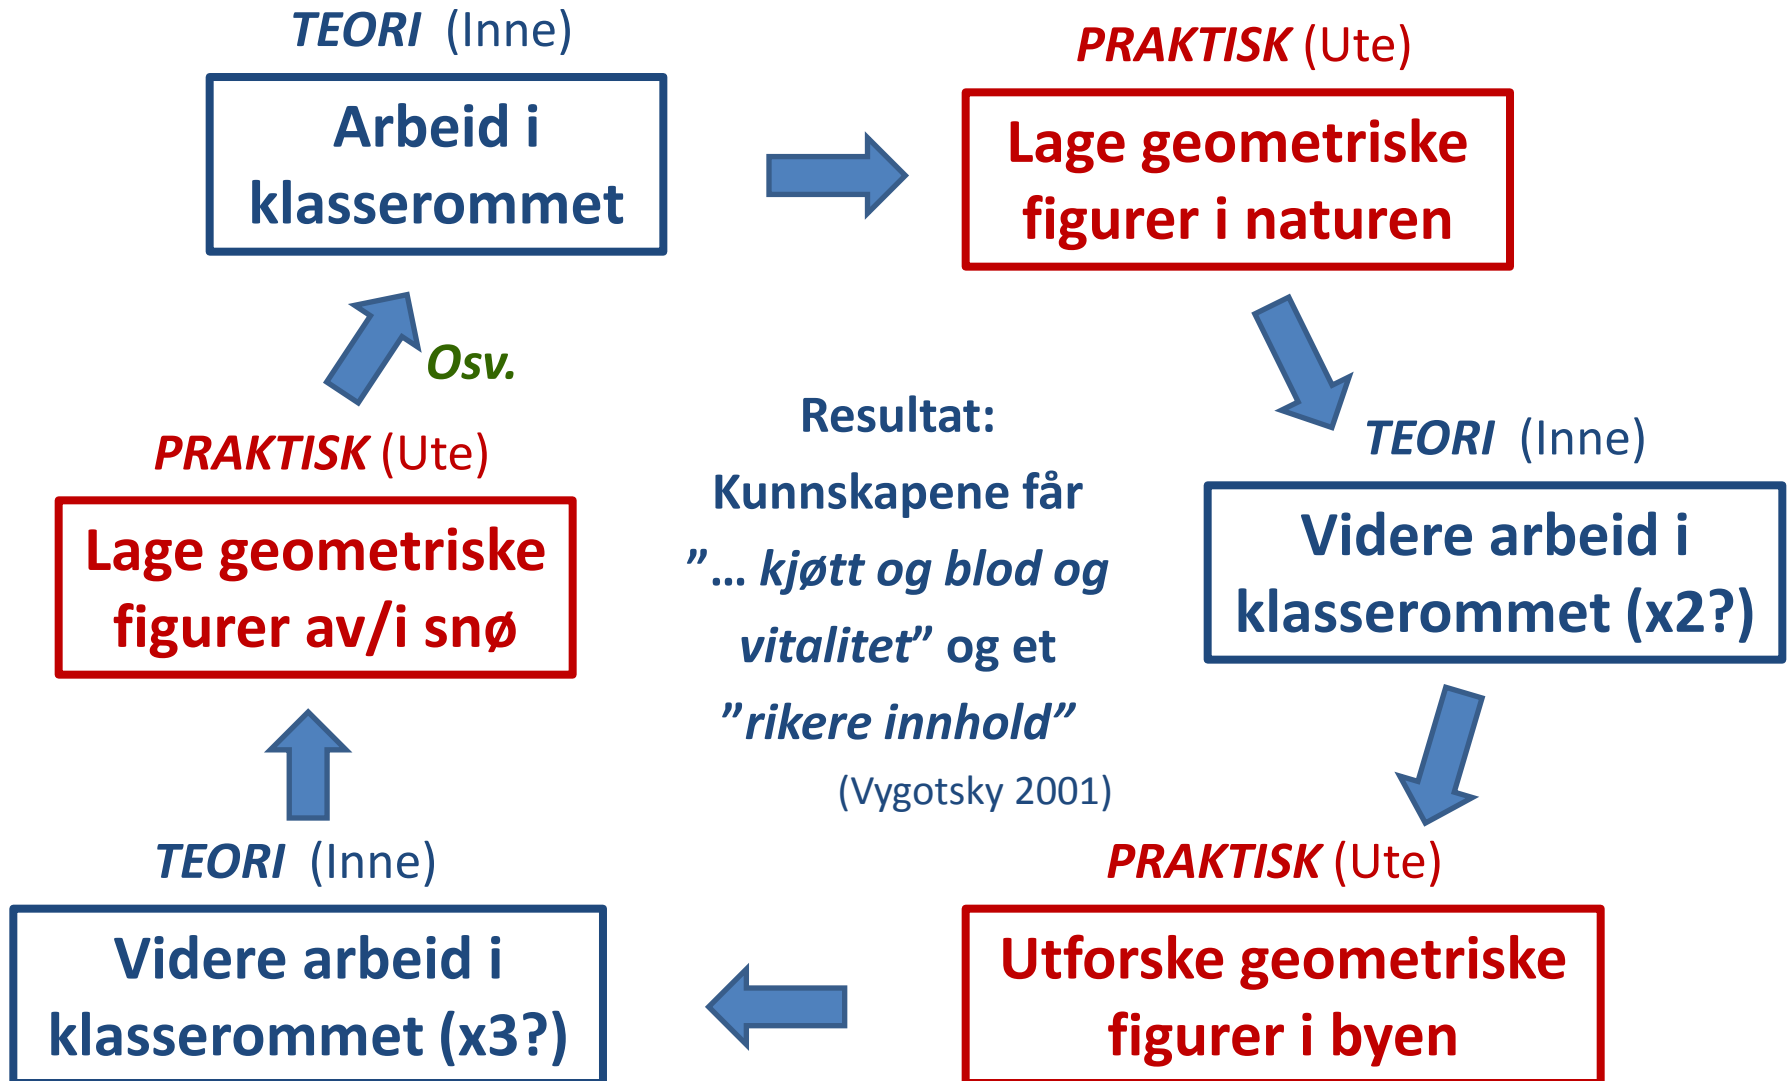 TEORI (Inne)
Arbeid i
klasserommet
PRAKTISK (Ute)
Lage geometriske
figurer i naturen
TEORI (Inne)
Videre arbeid i
klasserommet (x2?)
PRAKTISK (Ute)
Utforske geometriske
figurer i byen
TEORI (Inne)
Videre arbeid i
klasserommet (x3?)
PRAKTISK (Ute)
Lage geometriske
figurer av/i snø
Osv.
Resultat:
Kunnskapene får
”… kjøtt og blod og
vitalitet” og et
”rikere innhold”
(Vygotsky 2001)